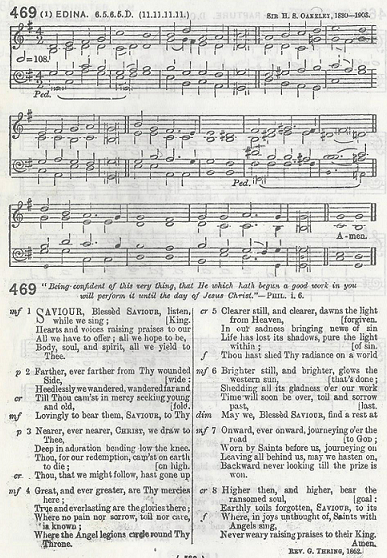 469 (1) EDINA. 6.5.6.5.D. (11.11.11.11.) SIR H. S. OAKELEY, 1830–1903.
=108.
Ped.
Ped.
A-men.
469 "Being confident of this very thing, that He which hath begun a good work in you
will perform it until the day of Jesus Christ."—PHIL. i. 6.
mf 1 SAVIOUR, Blessèd SAVIOUR, listen,
while we sing; [King.
Hearts and voices raising praises to our
All we have to offer; all we hope to be,
Body, soul, and spirit, all we yield to
Thee.
p 2 Farther, ever farther from Thy wounded
Side, [wide:
Heedlessly we wandered, wandered far and
cr Till Thou cam'st in mercy seeking young
and old, [fold.
mf Lovingly to bear them, SAVIOUR, to Thy
p 3 Nearer, ever nearer, CHRIST, we draw to
Thee,
Deep in adoration bending low the knee.
Thou, for our redemption, cam'st on earth
to die; [on high.
cr Thou, that we might follow, hast gone up
mf 4 Great, and ever greater, are Thy mercies
here;
True and everlasting are the glories there;
Where no pain nor sorrow, toil nor care,
is known;
Where the Angel legions circle round Thy
Throne.
cr 5 Clearer still, and clearer, dawns the light
from Heaven, [forgiven.
In our sadness bringing news of sin
Life has lost its shadows, pure the light
within; [of sin.
f Thou hast shed Thy radiance on a world
mf 6 Brighter still, and brighter, glows the
western sun, [that's done;
Shedding all its gladness o'er our work
Time will soon be over, toil and sorrow
past, [last.
dim May we, Blessèd SAVIOUR, find a rest at
mf 7 Onward, ever onward, journeying o'er the
road [to GOD;
Worn by Saints before us, journeying on
Leaving all behind us, may we hasten on,
Backward never looking till the prize is
won.
cr 8 Higher then, and higher, bear the
ransomed soul, [goal:
Earthly toils forgotten, SAVIOUR, to its
f Where, in joys unthought of, Saints with
Angels sing,
Never weary raising praises to their King.
Amen.
REV. G. THRING, 1862.